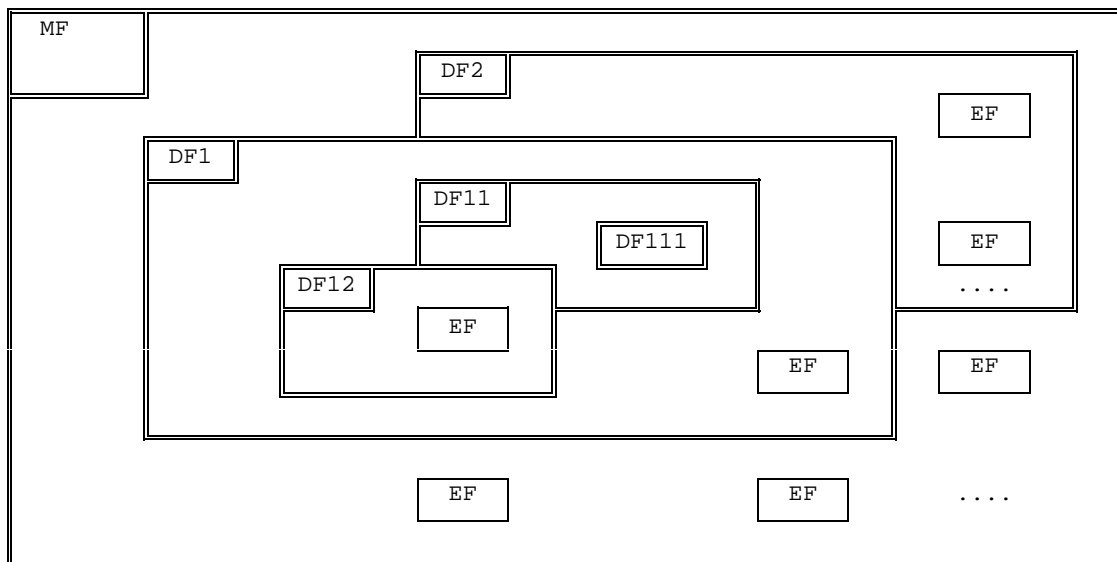 MF
DF2
EF
DF1
DF11
DF111
EF
DF12
....
EF
EF
EF
EF
EF
....